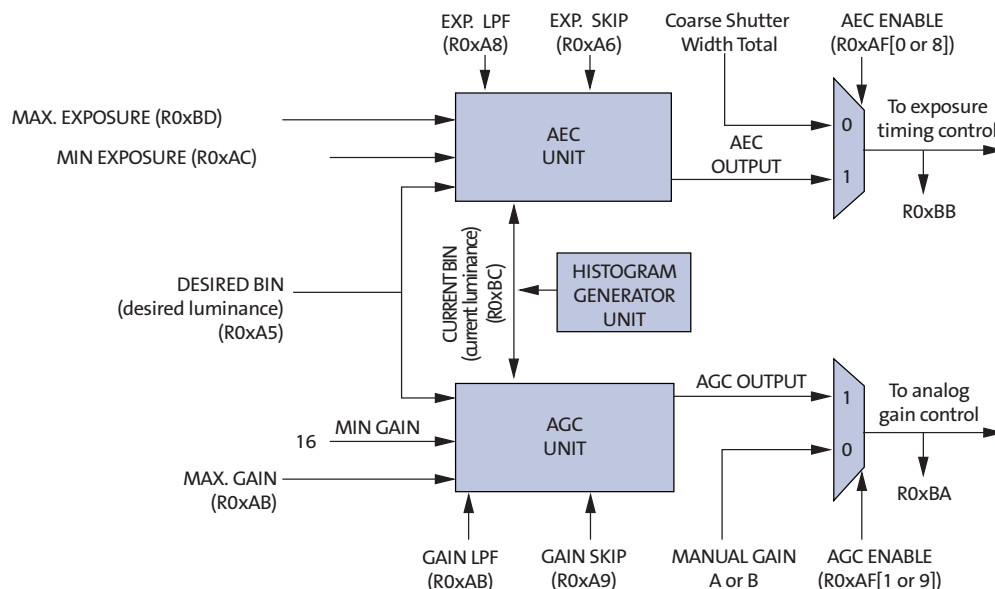 EXP. LPF
(R0xA8)
EXP. SKIP
(R0xA6)
Coarse Shutter
Width Total
AEC ENABLE
(R0xAF[0 or 8])
MAX. EXPOSURE (R0xBD)
MIN EXPOSURE (R0xAC)
AEC
UNIT
AEC
OUTPUT
0
1
To exposure
timing control
R0xBB
DESIRED BIN
(desired luminance)
(R0xA5)
CURRENT BIN
(current luminance)
(R0xBC)
HISTOGRAM
GENERATOR
UNIT
16
MIN GAIN
MAX. GAIN
(R0xAB)
AGC
UNIT
AGC OUTPUT
1
0
To analog
gain control
R0xBA
GAIN LPF
(R0xAB)
GAIN SKIP
(R0xA9)
MANUAL GAIN
A or B
AGC ENABLE
(R0xAF[1 or 9])